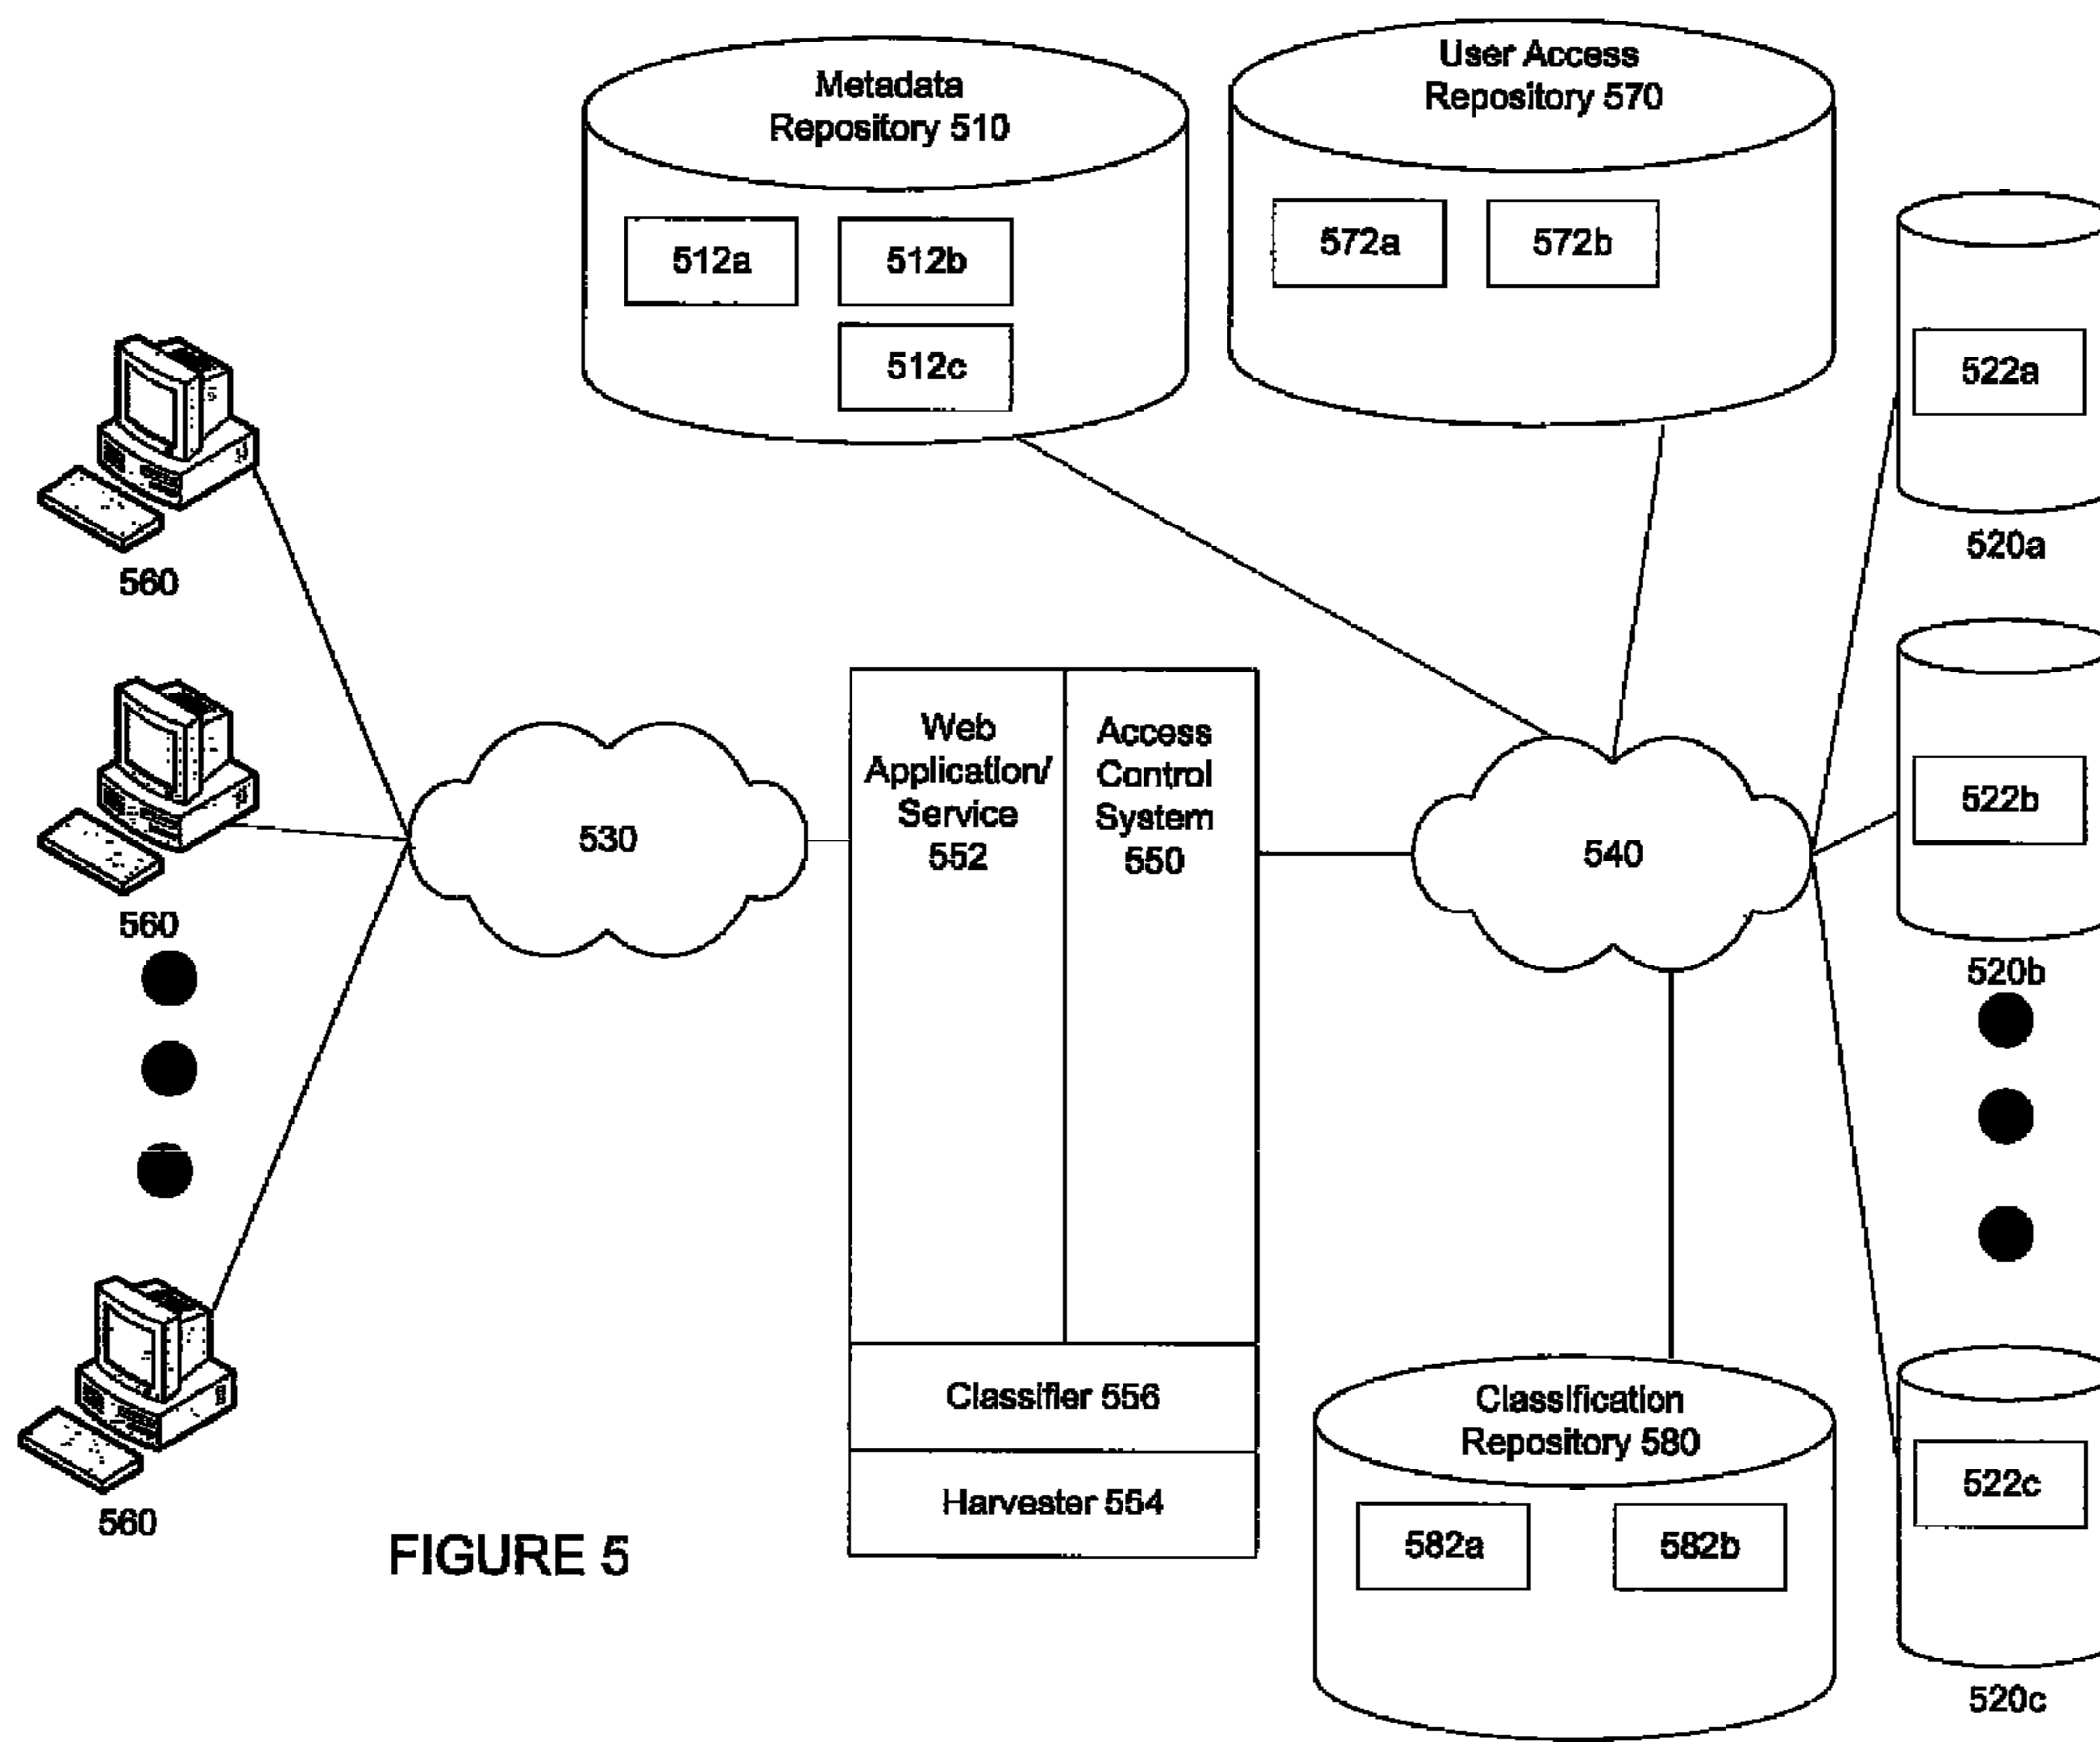 Metadata
Repository 510
512a
512b
512c
User Access
Repository 570
572a
572b
522a
520a
560
Web
Application/
Service
552
Access
Control
System
550
530
540
522b
520b
560
Classifier 556
Harvester 554
Classification
Repository 580
582a
582b
522c
520c
560
FIGURE 5